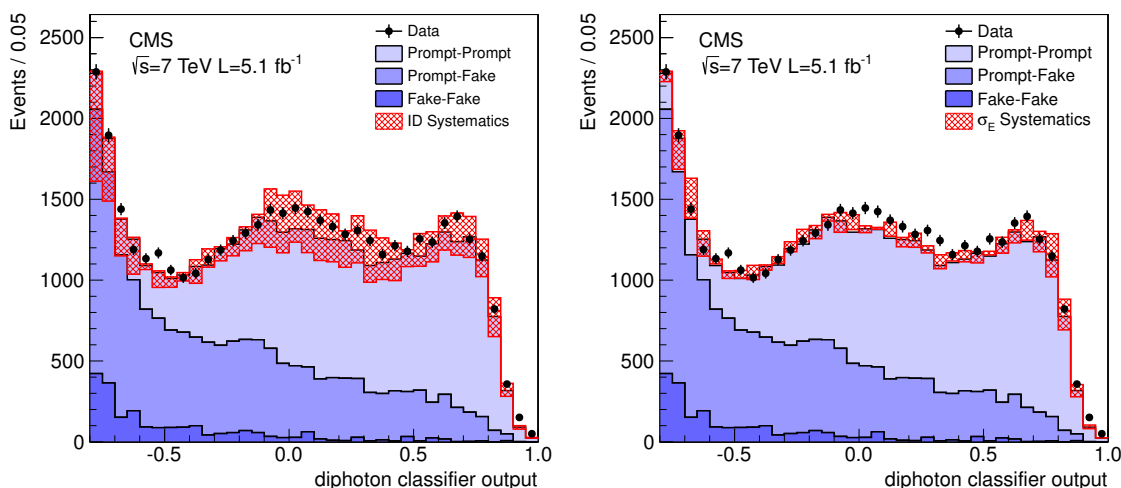 Events / 0.05
2500
2000
1500
1000
500
0
CMS
√s=7 TeV L=5.1 fb⁻¹
Data
Prompt-Prompt
Prompt-Fake
Fake-Fake
ID Systematics
-0.5
0.0
0.5
1.0
diphoton classifier output
Events / 0.05
2500
2000
1500
1000
500
0
CMS
√s=7 TeV L=5.1 fb⁻¹
Data
Prompt-Prompt
Prompt-Fake
Fake-Fake
σ_E Systematics
-0.5
0.0
0.5
1.0
diphoton classifier output